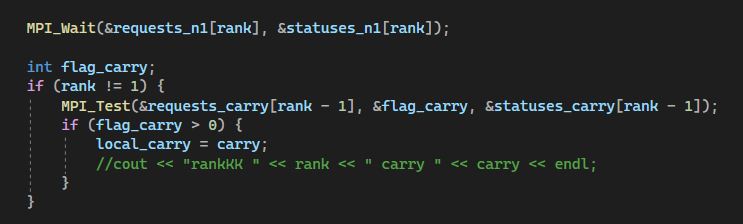 MPI_Wait(&requests_n1[rank], &statuses_n1[rank]);
int flag_carry;
if (rank != 1) {
MPI_Test(&requests_carry[rank - 1], &flag_carry, &statuses_carry[rank - 1]);
if (flag_carry > 0) {
local_carry = carry;
//cout << "rankKK " << rank << " carry " << carry << endl;
}
}